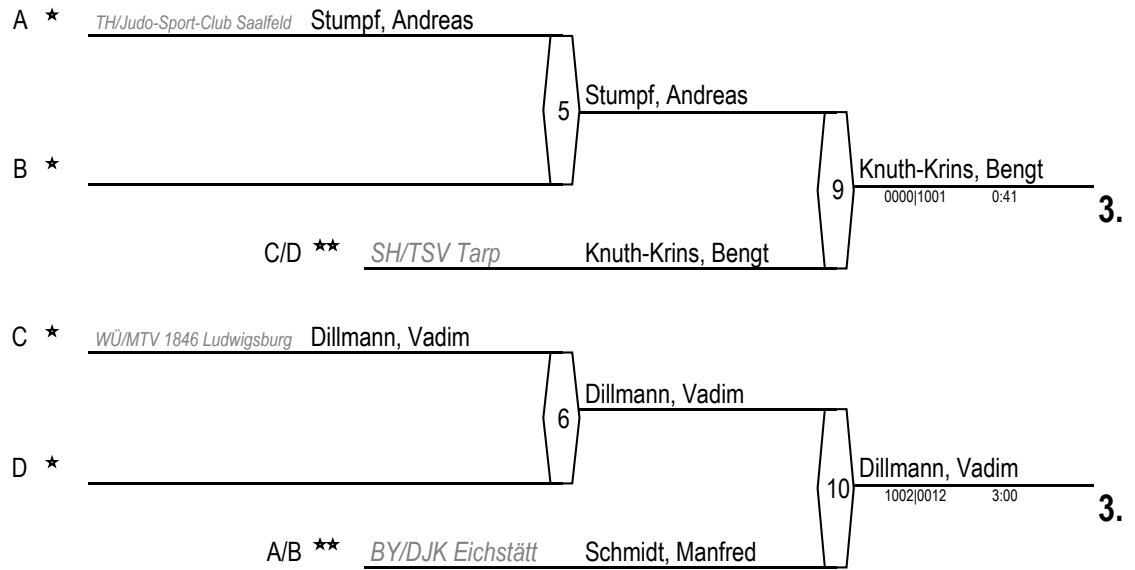 A ★ TH/Judo-Sport-Club Saalfeld Stumpf, Andreas
5 Stumpf, Andreas
B ★
9 Knuth-Krins, Bengt
0000|1001 0:41
3.
C/D ★★ SH/TSV Tarp Knuth-Krins, Bengt
C ★ WÜ/MTV 1846 Ludwigsburg Dillmann, Vadim
6 Dillmann, Vadim
D ★
10 Dillmann, Vadim
1002|0012 3:00
3.
A/B ★★ BY/DJK Eichstätt Schmidt, Manfred